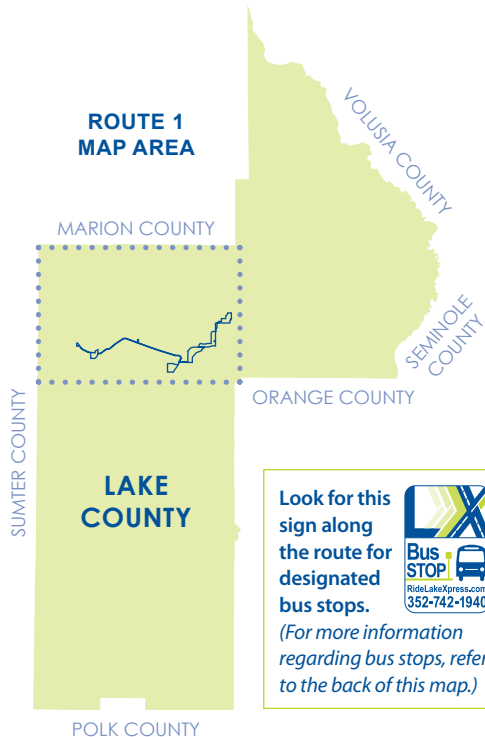 ROUTE 1
MAP AREA
VOLUSIA COUNTY
MARION COUNTY
SEMINOLE
COUNTY
ORANGE COUNTY
SUMTER COUNTY
LAKE
COUNTY
Look for this
sign along
the route for
designated
bus stops.
(For more information
regarding bus stops, refer
to the back of this map.)
LX
Bus
STOP
RideLakeXpress.com
352-742-1940
POLK COUNTY